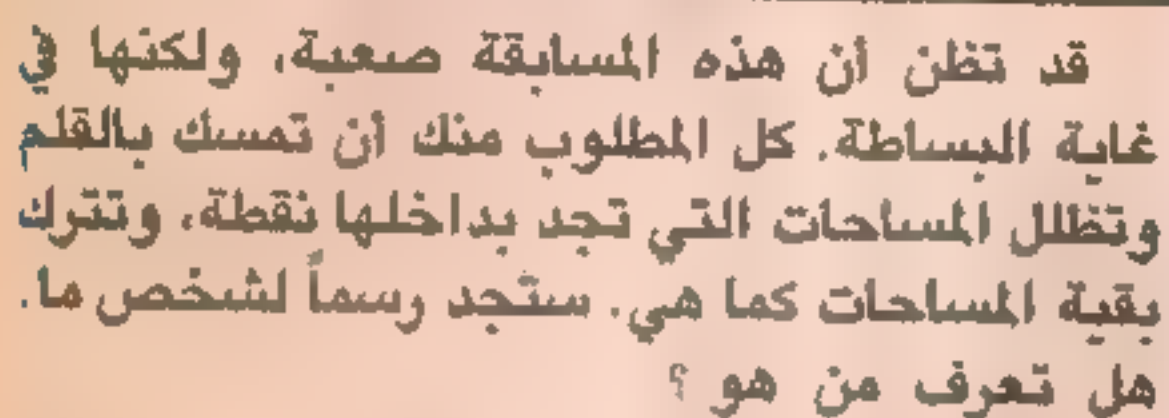 قد تظن أن هذه المسابقة صعبة، ولكنها في
غاية البساطة. كل المطلوب منك أن تمسك بالقلم
وتظلل المساحات التي تجد بداخلها نقطة، وتترك
بقية المساحات كما هي. ستجد رسماً لشخص ما.
هل تعرف من هو ؟